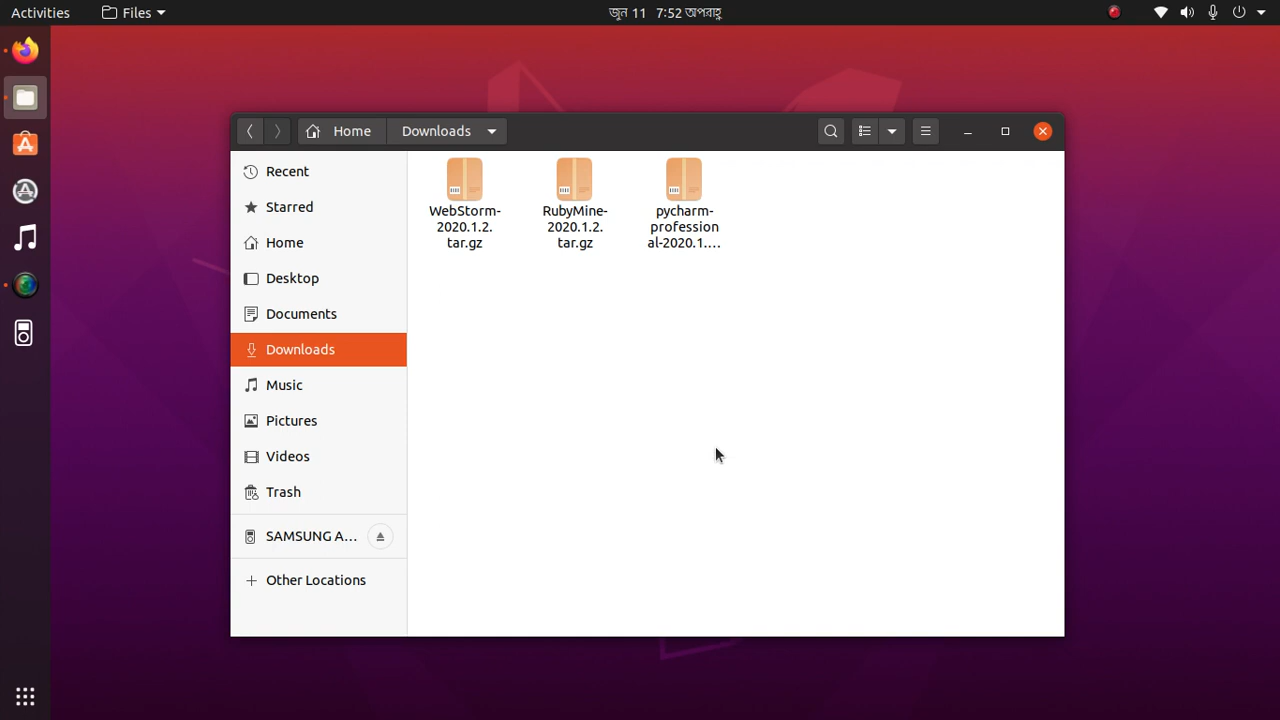 Activities
Files
জুন 11 7:52 অপরাহ্ণ
Home
Downloads
Recent
Starred
Home
Desktop
Documents
Downloads
Music
Pictures
Videos
Trash
SAMSUNG A...
Other Locations
WebStorm-
2020.1.2.
tar.gz
RubyMine-
2020.1.2.
tar.gz
pycharm-
profession
al-2020.1....